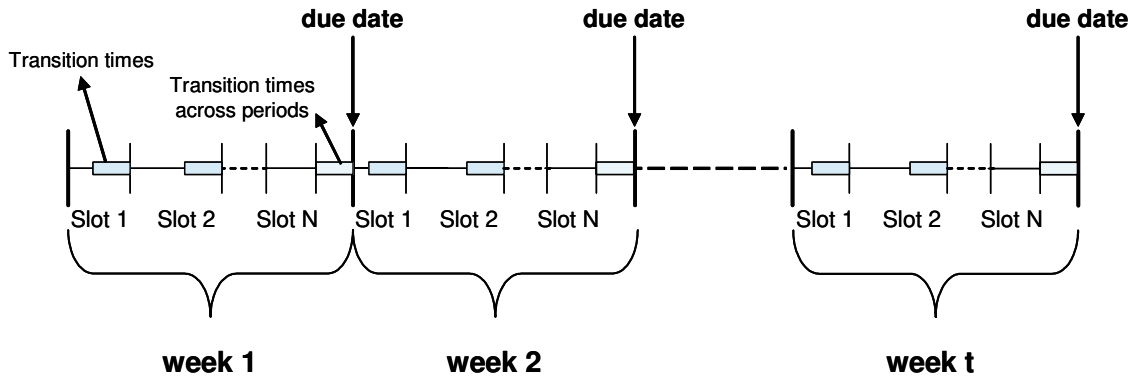 due date
due date
due date
Transition times
Transition times
across periods
Slot 1
Slot 2
Slot N
Slot 1
Slot 2
Slot N
Slot 1
Slot 2
Slot N
week 1
week 2
week t